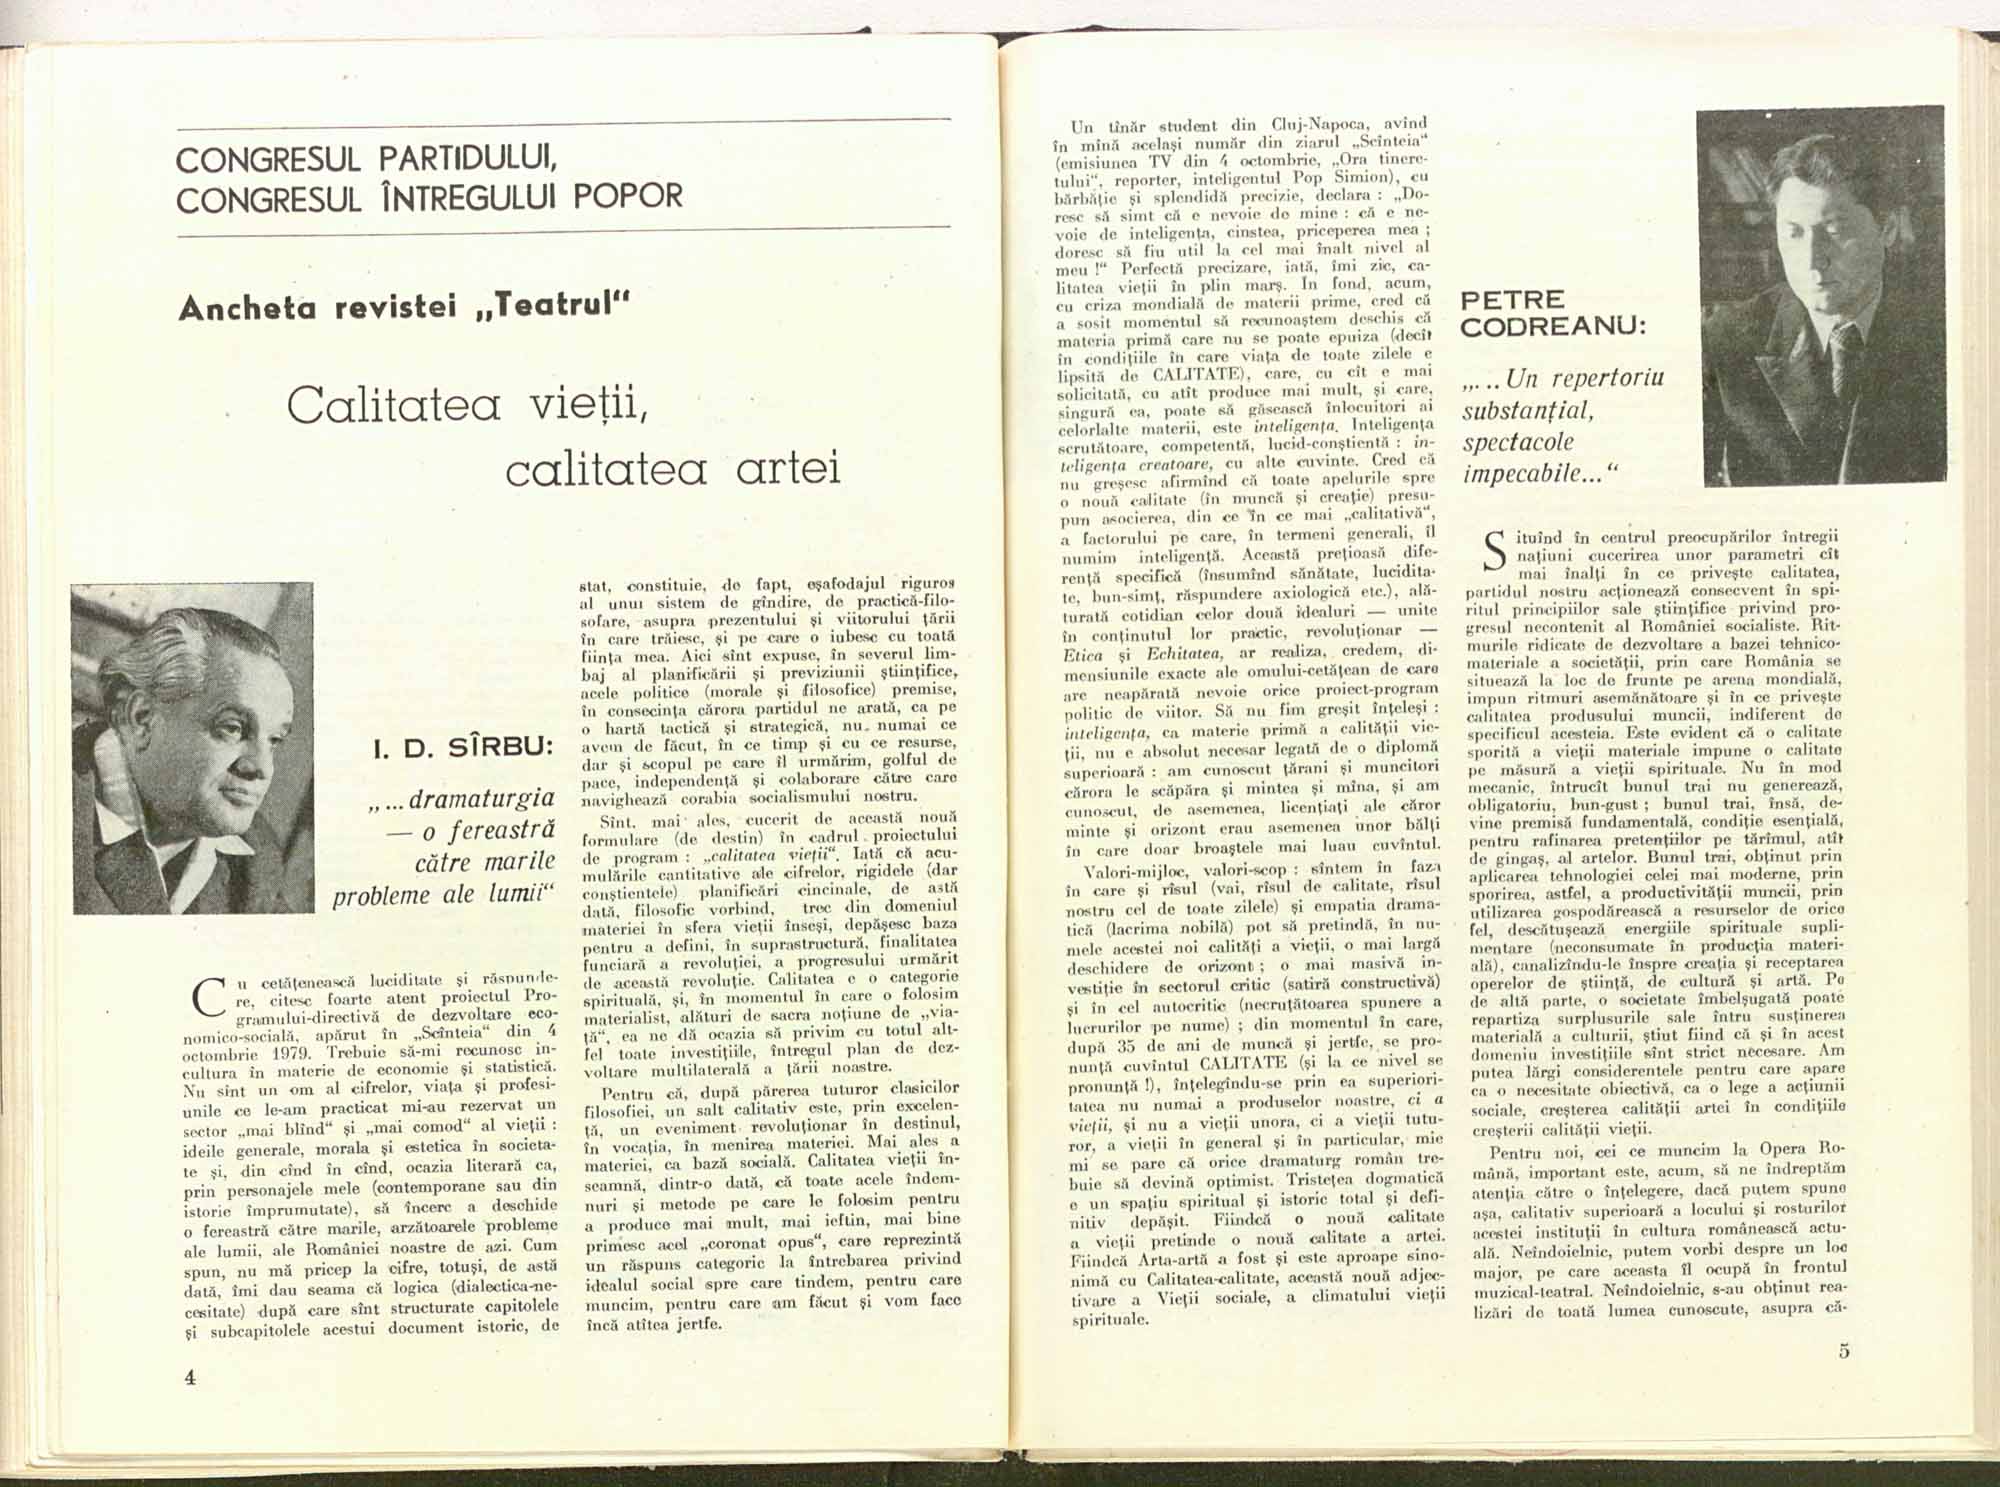 CONGRESUL PARTIDULUI,
CONGRESUL ÎNTREGULUI POPOR
Ancheta revistei „Teatrul“
Calitatea vieții,
calitatea artei
I. D. SÎRBU:
„...dramaturgia
— o fereastră
către marile
probleme ale lumii“
Cu cetățenească luciditate și răspunde-
re, citesc foarte atent proiectul Pro-
gramului-directivă de dezvoltare eco-
nomico-socială, apărut în „Scînteia“ din 4
octombrie 1979. Trebuie să-mi recunosc in-
cultura în materie de economie și statistică.
Nu sînt un om al cifrelor, viața și profesi-
unile ce le-am practicat mi-au rezervat un
sector „mai blînd“ și „mai comod“ al vieții :
ideile generale, morala și estetica în societa-
te și, din cînd în cînd, ocazia literară ca,
prin personajele mele (contemporane sau din
istorie împrumutate), să încerc a deschide
o fereastră către marile, arzătoarele probleme
ale lumii, ale României noastre de azi. Cum
spun, nu mă pricep la cifre, totuși, de astă
dată, îmi dau seama că logica (dialectica-ne-
cesitate) după care sînt structurate capitolele
și subcapitolele acestui document istoric, de
stat, constituie, de fapt, eșafodajul riguros
al unui sistem de gîndire, de practică-filo-
sofare, asupra prezentului și viitorului țării
în care trăiesc, și pe care o iubesc cu toată
ființa mea. Aici sînt expuse, în severul lim-
baj al planificării și previziunii științifice,
acele politice (morale și filosofice) premise,
în consecința cărora partidul ne arată, ca pe
o hartă tactică și strategică, nu numai ce
avem de făcut, în ce timp și cu ce resurse,
dar și scopul pe care îl urmărim, golful de
pace, independență și colaborare către care
navighează corabia socialismului nostru.
Sînt, mai ales, cucerit de această nouă
formulare (de destin) în cadrul proiectului
de program : „calitatea vieții“. Iată că acu-
mulările cantitative ale cifrelor, rigidele (dar
conștientele) planificări cincinale, de astă
dată, filosofic vorbind, trec din domeniul
materiei în sfera vieții înseși, depășesc baza
pentru a defini, în suprastructură, finalitatea
funciară a revoluției, a progresului urmărit
de această revoluție. Calitatea e o categorie
spirituală, și, în momentul în care o folosim
materialist, alături de sacra noțiune de „via-
tă“, ea ne dă ocazia să privim cu totul alt-
fel toate investițiile, întregul plan de dez-
voltare multilaterală a țării noastre.
Pentru că, după părerea tuturor clasicilor
filosofiei, un salt calitativ este, prin excelen-
ță, un eveniment revoluționar în destinul,
în vocația, în menirea materiei. Mai ales a
materiei, ca bază socială. Calitatea vieții în-
seamnă, dintr-o dată, că toate acele îndem-
nuri și metode pe care le folosim pentru
a produce mai mult, mai ieftin, mai bine
primesc acel „coronat opus“, care reprezintă
un răspuns categoric la întrebarea privind
idealul social spre care tindem, pentru care
muncim, pentru care am făcut și vom face
încă atîtea jertfe.
4
Un tînăr student din Cluj-Napoca, avînd
în mînă același număr din ziarul „Scînteia“
(emisiunea TV din 4 octombrie, „Ora tinere-
tului“, reporter, inteligentul Pop Simion), cu
bărbăție și splendidă precizie, declara : „Do-
resc să simt că e nevoie de mine : că e ne-
voie de inteligența, cinstea, priceperea mea ;
doresc să fiu util la cel mai înalt nivel al
meu !“ Perfectă precizare, iată, îmi zic, ca-
litatea vieții în plin marș. În fond, acum,
cu criza mondială de materii prime, cred că
a sosit momentul să recunoaștem deschis că
materia primă care nu se poate epuiza (decît
în condițiile în care viața de toate zilele e
lipsită de CALITATE), care, cu cît e mai
solicitată, cu atît produce mai mult, și care,
singură ea, poate să găsească înlocuitori ai
celorlalte materii, este inteligența. Inteligența
scrutătoare, competentă, lucid-conștientă : in-
teligența creatoare, cu alte cuvinte. Cred că
nu greșesc afirmînd că toate apelurile spre
o nouă calitate (în muncă și creație) presu-
pun asocierea, din ce în ce mai „calitativă“,
a factorului pe care, în termeni generali, îl
numim inteligență. Această prețioasă dife-
rență specifică (însumînd sănătate, lucidita-
te, bun-simț, răspundere axiologică etc.), ală-
turată cotidian celor două idealuri — unite
în conținutul lor practic, revoluționar —
Etica și Echitatea, ar realiza, credem, di-
mensiunile exacte ale omului-cetățean de care
are neapărată nevoie orice proiect-program
politic de viitor. Să nu fim greșit înțeleși :
inteligența, ca materie primă a calității vie-
ții, nu e absolut necesar legată de o diplomă
superioară : am cunoscut țărani și muncitori
cărora le scăpăra și mintea și mîna, și am
cunoscut, de asemenea, licențiați ale căror
minte și orizont erau asemenea unor bălți
în care doar broaștele mai luau cuvîntul.
Valori-mijloc, valori-scop : sîntem în faza
în care și rîsul (vai, rîsul de calitate, rîsul
nostru cel de toate zilele) și empatia drama-
tică (lacrima nobilă) pot să pretindă, în nu-
mele acestei noi calități a vieții, o mai largă
deschidere de orizont ; o mai masivă in-
vestiție în sectorul critic (satiră constructivă)
și în cel autocritic (necruțătoarea spunere a
lucrurilor pe nume) ; din momentul în care,
după 35 de ani de muncă și jertfe, se pro-
nunță cuvîntul CALITATE (și la ce nivel se
pronunță !), înțelegîndu-se prin ea superiori-
tatea nu numai a produselor noastre, ci a
vieții, și nu a vieții unora, ci a vieții tutu-
ror, a vieții în general și în particular, mie
mi se pare că orice dramaturg român tre-
buie să devină optimist. Tristețea dogmatică
e un spațiu spiritual și istoric total și defi-
nitiv depășit. Fiindcă o nouă calitate
a vieții pretinde o nouă calitate a artei.
Fiindcă Arta-artă a fost și este aproape sino-
nimă cu Calitatea-calitate, această nouă adjec-
tivare a Vieții sociale, a climatului vieții
spirituale.
PETRE
CODREANU:
„... Un repertoriu
substanțial,
spectacole
impecabile...“
Situînd în centrul preocupărilor întregii
națiuni cucerirea unor parametri cît
mai înalți în ce privește calitatea,
partidul nostru acționează consecvent în spi-
ritul principiilor sale științifice privind pro-
gresul necontenit al României socialiste. Rit-
murile ridicate de dezvoltare a bazei tehnico-
materiale a societății, prin care România se
situează la loc de frunte pe arena mondială,
impun ritmuri asemănătoare și în ce privește
calitatea produsului muncii, indiferent de
specificul acesteia. Este evident că o calitate
sporită a vieții materiale impune o calitate
pe măsură a vieții spirituale. Nu în mod
mecanic, întrucît bunul trai nu generează,
obligatoriu, bun-gust ; bunul trai, însă, de-
vine premisă fundamentală, condiție esențială,
pentru rafinarea pretențiilor pe tărîmul, atît
de gingaș, al artelor. Bunul trai, obținut prin
aplicarea tehnologiei celei mai moderne, prin
sporirea, astfel, a productivității muncii, prin
utilizarea gospodărească a resurselor de orice
fel, descătușează energiile spirituale supli-
mentare (neconsumate în producția materi-
ală), canalizîndu-le înspre creația și receptarea
operelor de știință, de cultură și artă. Pe
de altă parte, o societate îmbelșugată poate
repartiza surplusurile sale întru susținerea
materială a culturii, știut fiind că și în acest
domeniu investițiile sînt strict necesare. Am
putea lărgi considerentele pentru care apare
ca o necesitate obiectivă, ca o lege a acțiunii
sociale, creșterea calității artei în condițiile
creșterii calității vieții.
Pentru noi, cei ce muncim la Opera Ro-
mână, important este, acum, să ne îndreptăm
atenția către o înțelegere, dacă putem spune
așa, calitativ superioară a locului și rosturilor
acestei instituții în cultura românească actu-
ală. Neîndoielnic, putem vorbi despre un loc
major, pe care aceasta îl ocupă în frontul
muzical-teatral. Neîndoielnic, s-au obținut rea-
lizări de toată lumea cunoscute, asupra că-
5